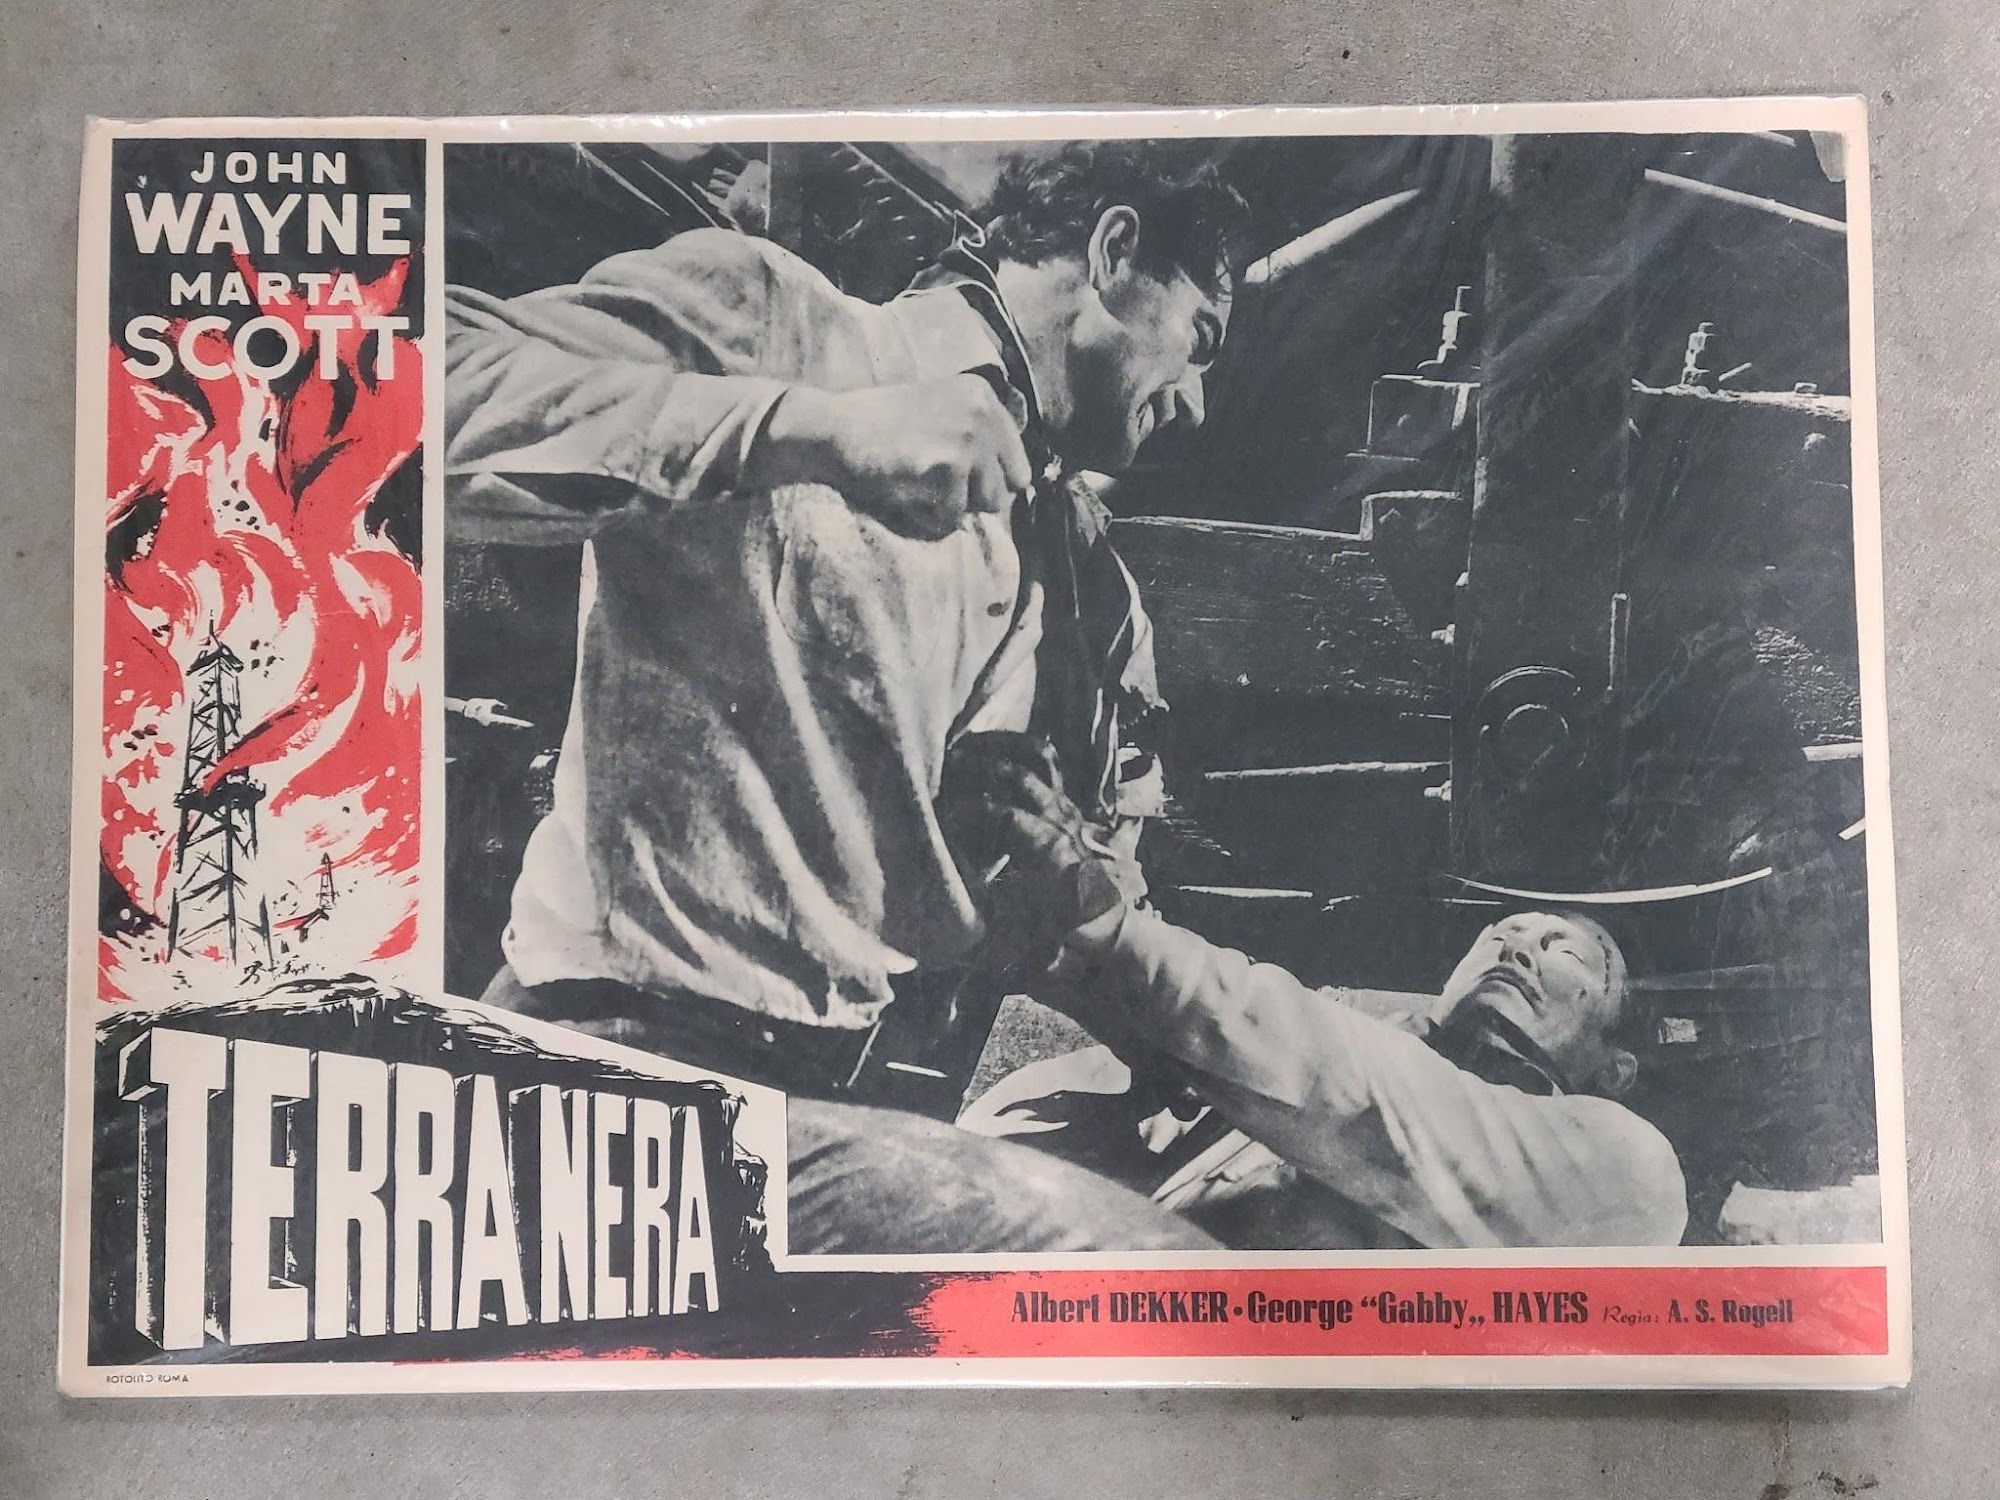 JOHN
WAYNE
MARTA
SCOTT
TERRA NERA
Albert DEKKER • George “Gabby„ HAYES Regia: A. S. Rogell
ROTOLITO ROMA